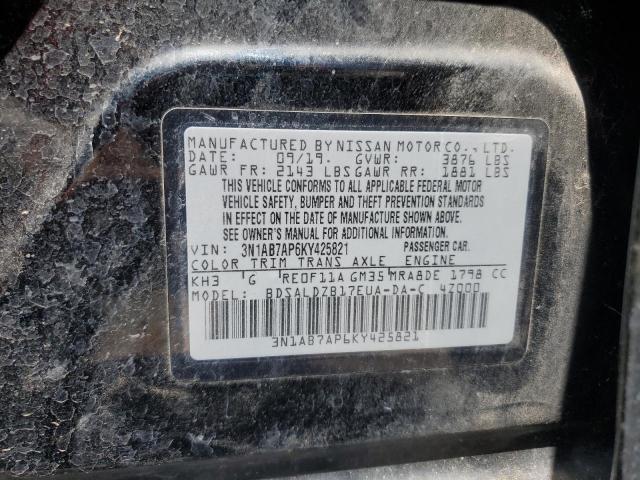 MANUFACTURED BY NISSAN MOTOR CO., LTD.
DATE: 09/19. GVWR: 3876 LBS
GAWR FR: 2143 LBS GAWR RR: 1881 LBS
THIS VEHICLE CONFORMS TO ALL APPLICABLE FEDERAL MOTOR
VEHICLE SAFETY, BUMPER AND THEFT PREVENTION STANDARDS
IN EFFECT ON THE DATE OF MANUFACTURE SHOWN ABOVE.
SEE OWNER'S MANUAL FOR ADDITIONAL INFORMATION
VIN: 3N1AB7AP6KY425821 PASSENGER CAR.
COLOR TRIM TRANS AXLE ENGINE
KH3 G RE0F11A GM35 MRA8DE 1798 CC
MODEL: BDSALDZB17EUA-DA-C 4Z000
3N1AB7AP6KY425821